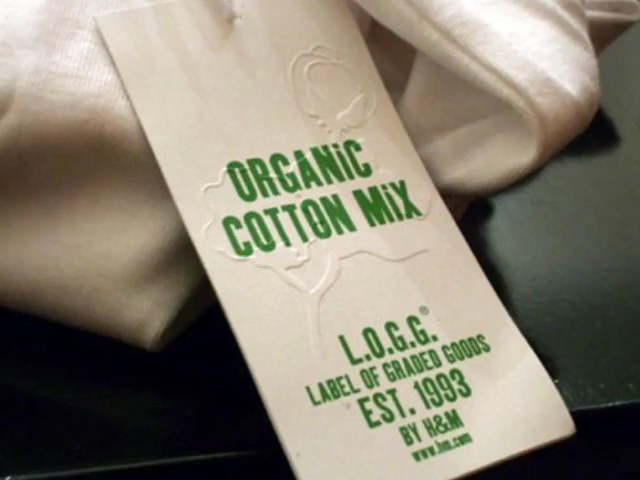 ORGANiC
COTTON MiX
L.O.G.G.®
LABEL OF GRADED GOODS
EST. 1993
BY H&M
www.hm.com